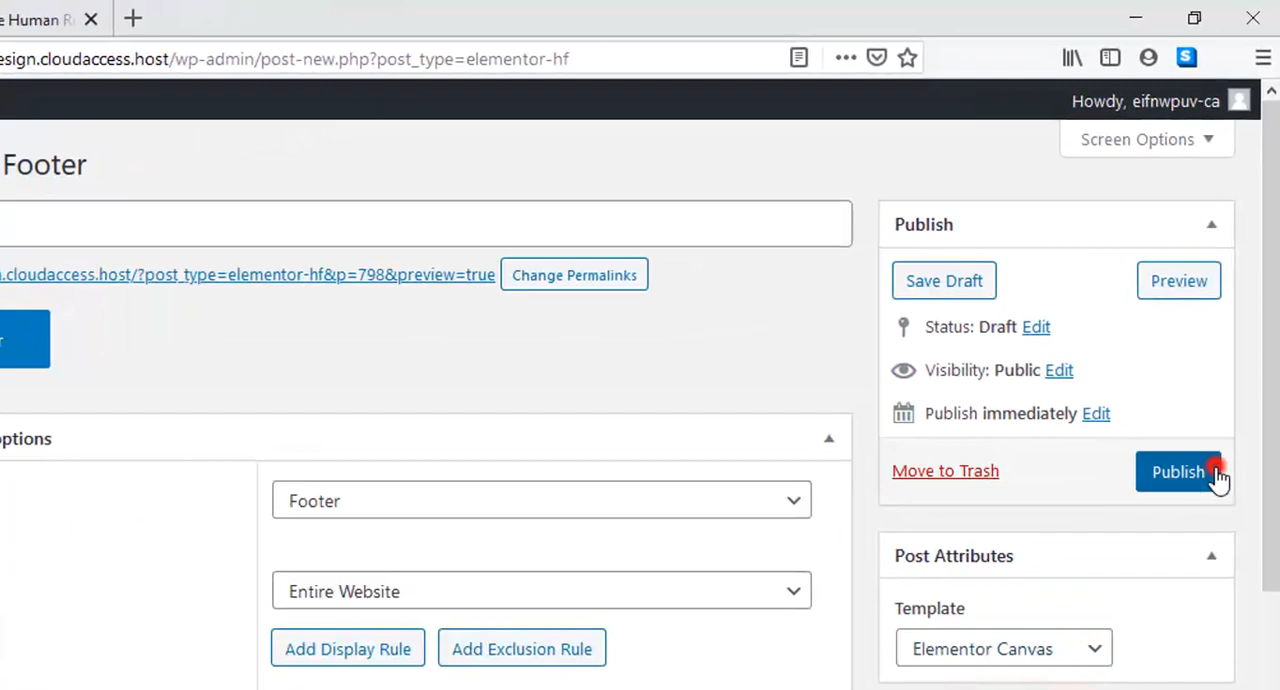 e Human R
esign.cloudaccess.host/wp-admin/post-new.php?post_type=elementor-hf
S
Howdy, eifnwpuv-ca
Screen Options
Footer
Publish
n.cloudaccess.host/?post_type=elementor-hf&p=798&preview=true
Change Permalinks
Save Draft
Preview
r
Status: Draft Edit
Visibility: Public Edit
Publish immediately Edit
options
Move to Trash
Publish
Footer
Post Attributes
Entire Website
Template
Add Display Rule
Add Exclusion Rule
Elementor Canvas